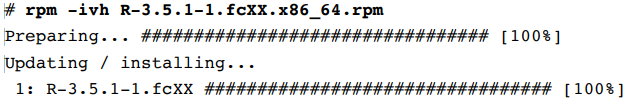 # rpm -ivh R-3.5.1-1.fcXX.x86_64.rpm
Preparing... ################################# [100%]
Updating / installing...
1: R-3.5.1-1.fcXX ################################# [100%]